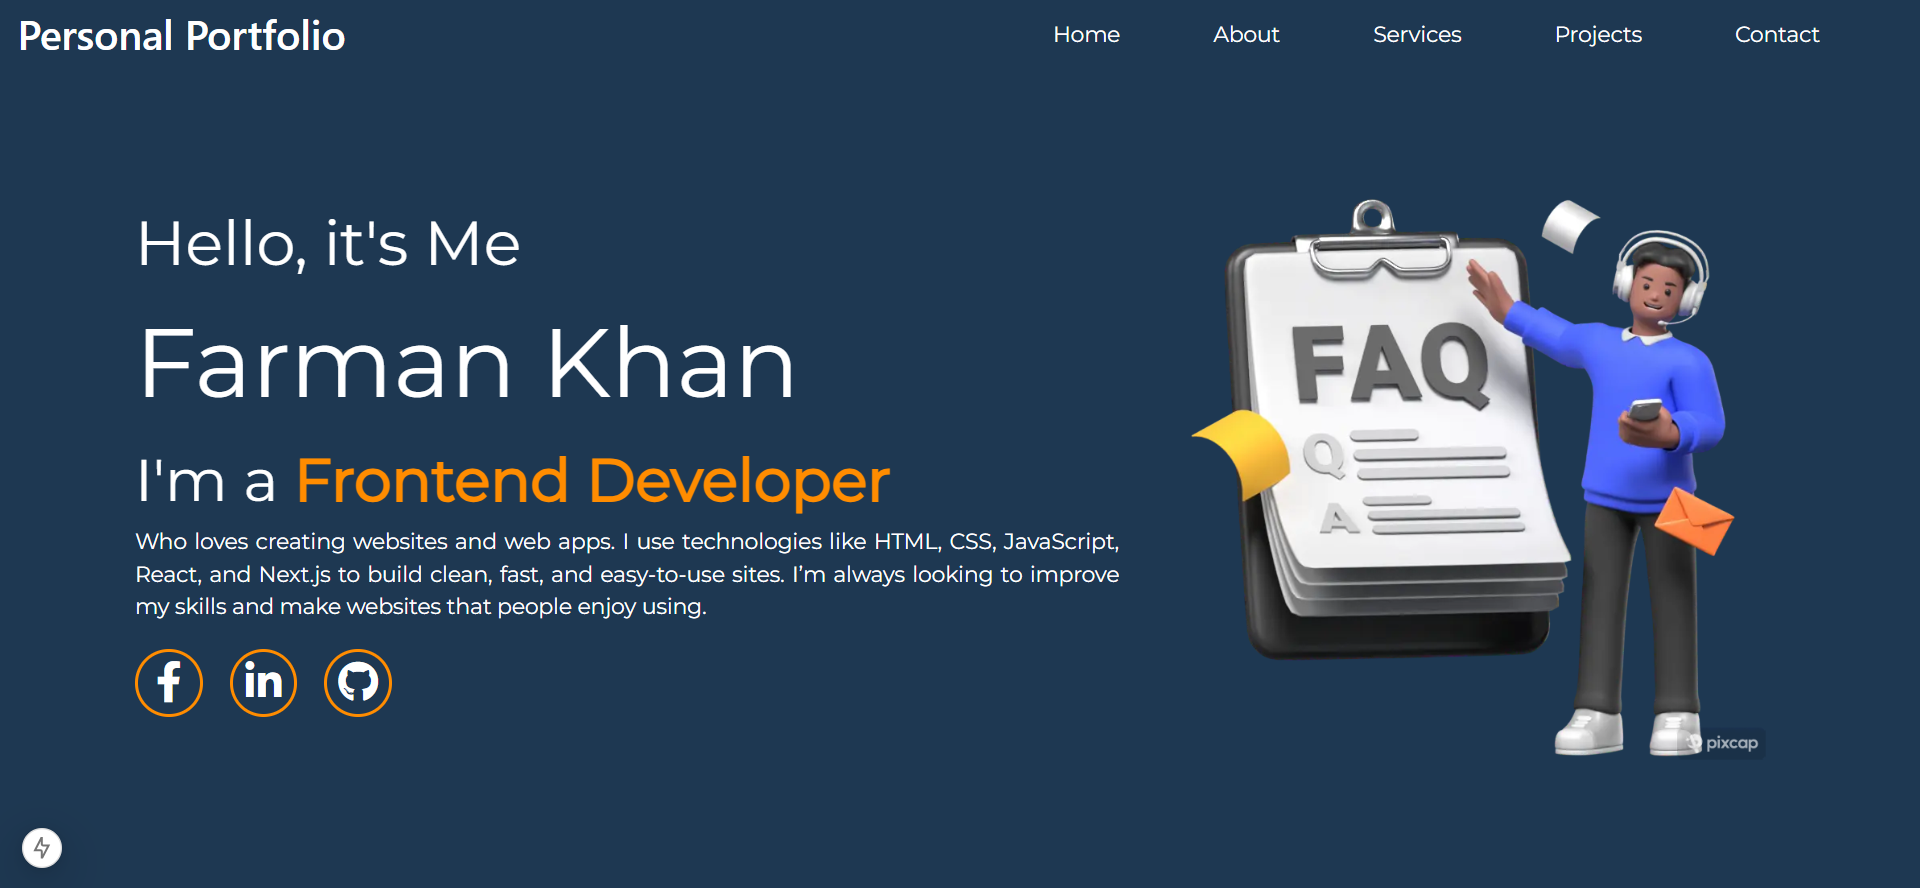 Personal Portfolio
Home About Services Projects Contact
Hello, it's Me
Farman Khan
I'm a Frontend Developer
Who loves creating websites and web apps. I use technologies like HTML, CSS, JavaScript,
React, and Next.js to build clean, fast, and easy-to-use sites. I’m always looking to improve
my skills and make websites that people enjoy using.
f in
FAQ
Q
A
pixcap